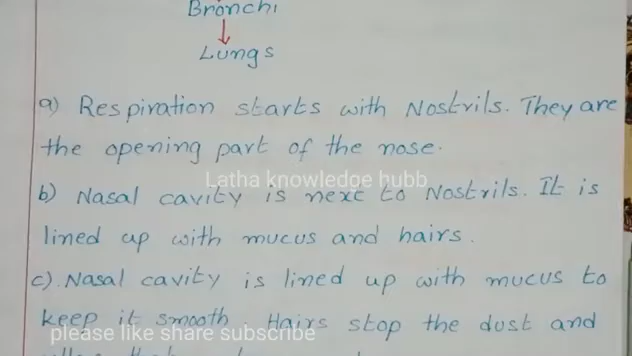 Bronchi
↓
Lungs
a) Respiration starts with Nostrils. They are
the opening part of the nose.
Latha knowledge hubb
b) Nasal cavity is next to Nostrils. It is
lined up with mucus and hairs.
c). Nasal cavity is lined up with mucus to
keep it smooth. Hairs stop the dust and
please like share subscribe